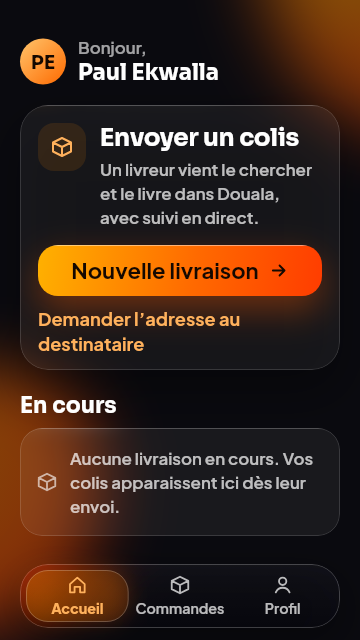 PE
Bonjour,
Paul Ekwalla
Envoyer un colis
Un livreur vient le chercher
et le livre dans Douala,
avec suivi en direct.
Nouvelle livraison →
Demander l’adresse au
destinataire
En cours
Aucune livraison en cours. Vos
colis apparaissent ici dès leur
envoi.
Accueil
Commandes
Profil